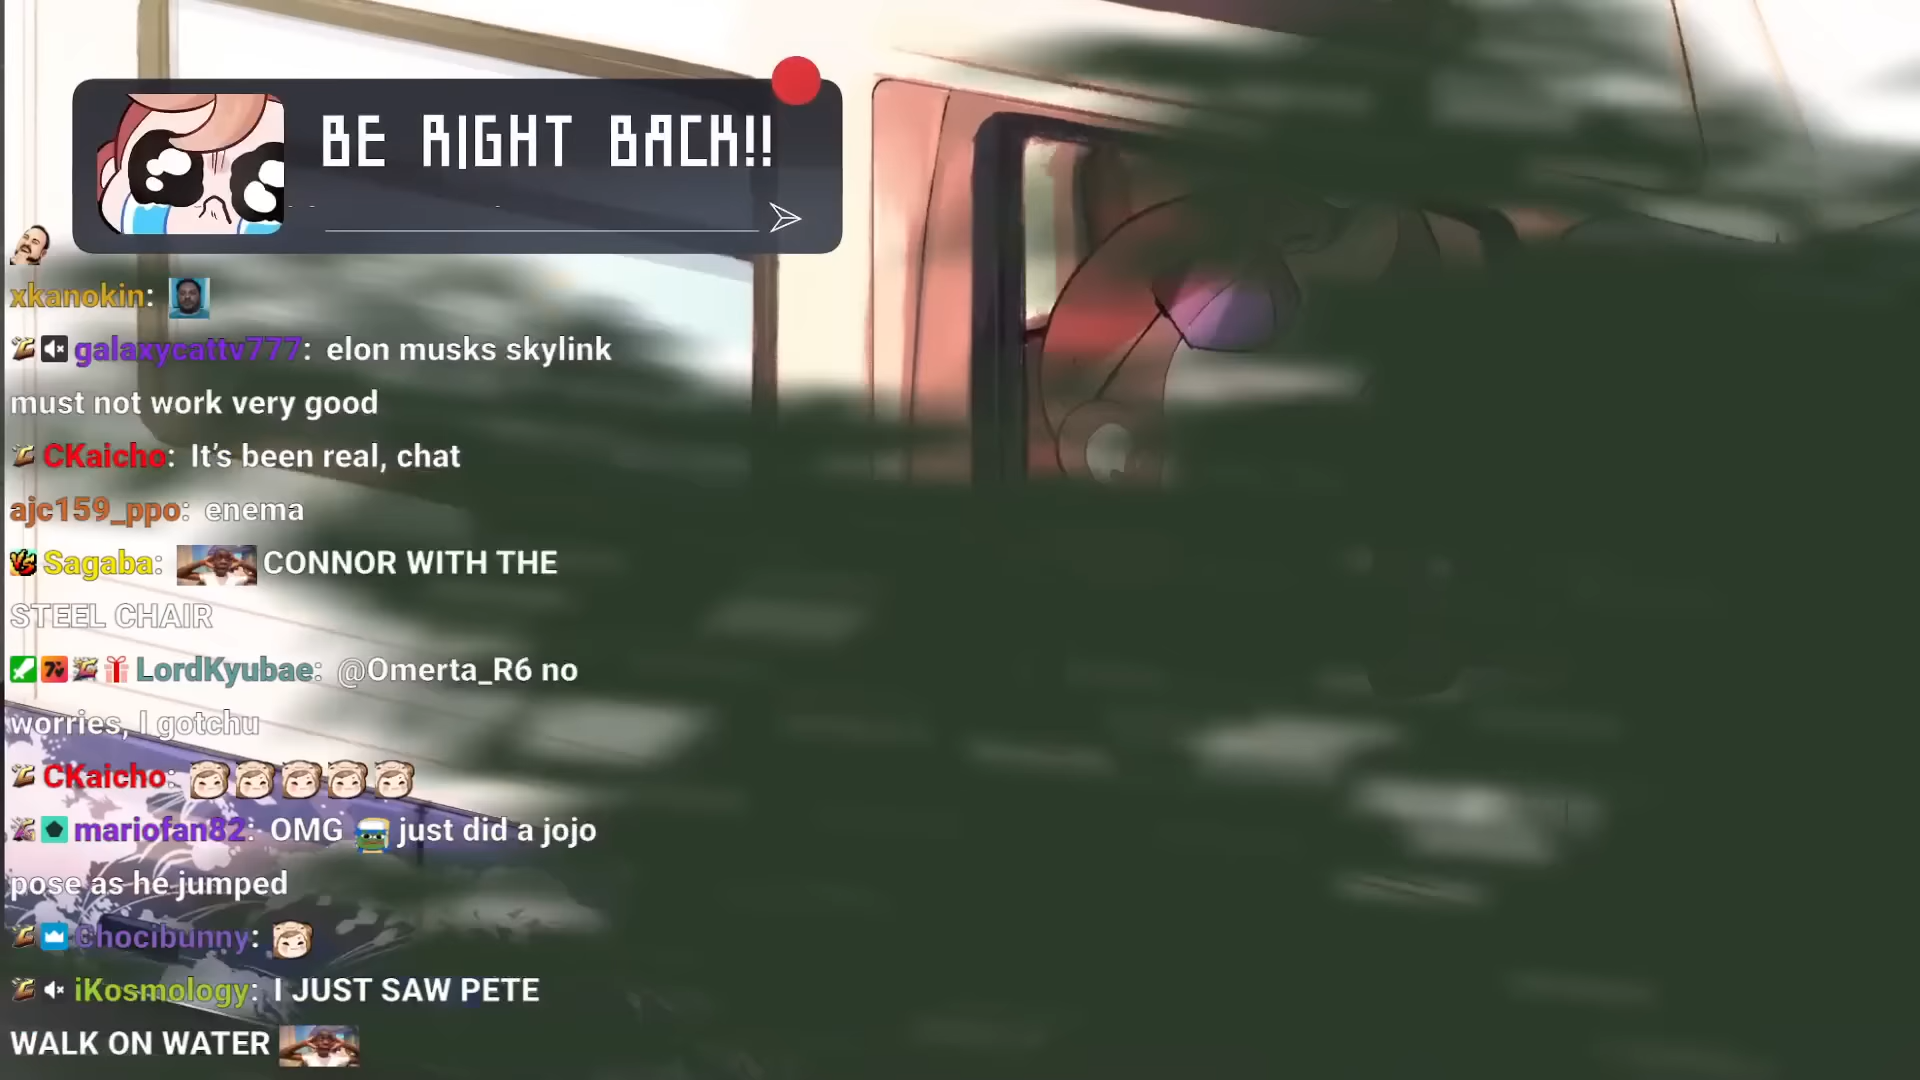 BE RIGHT BACK!!
xkanokin:
galaxycattv777: elon musks skylink
must not work very good
CKaicho: It’s been real, chat
ajc159_ppo: enema
Sagaba: CONNOR WITH THE
STEEL CHAIR
LordKyubae: @Omerta_R6 no
worries, I gotchu
CKaicho:
mariofan82: OMG just did a jojo
pose as he jumped
Chocibunny:
iKosmology: I JUST SAW PETE
WALK ON WATER